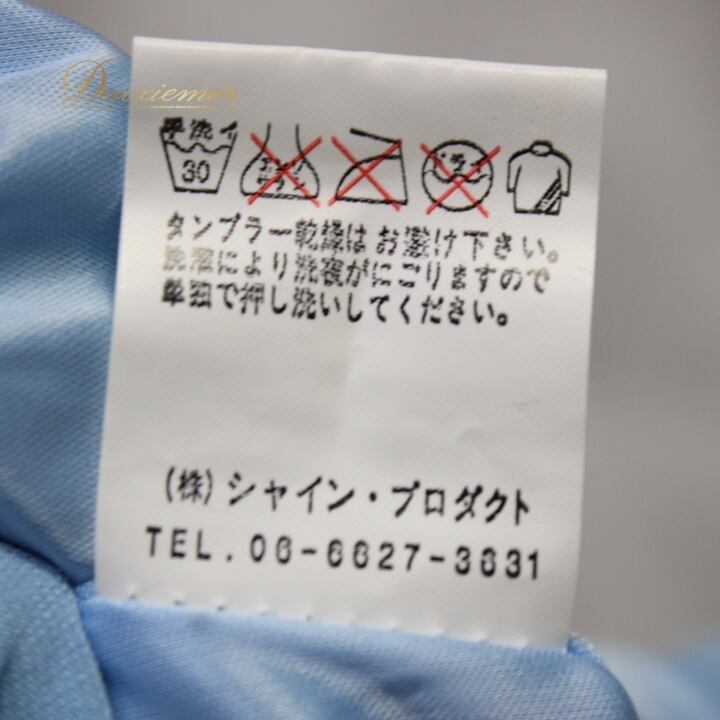 手洗イ
30
タンブラー乾燥はお避け下さい。
洗濯により洗液がにごりますので
単独で押し洗いしてください。
(株)シャイン・プロダクト
TEL.06-6627-3631